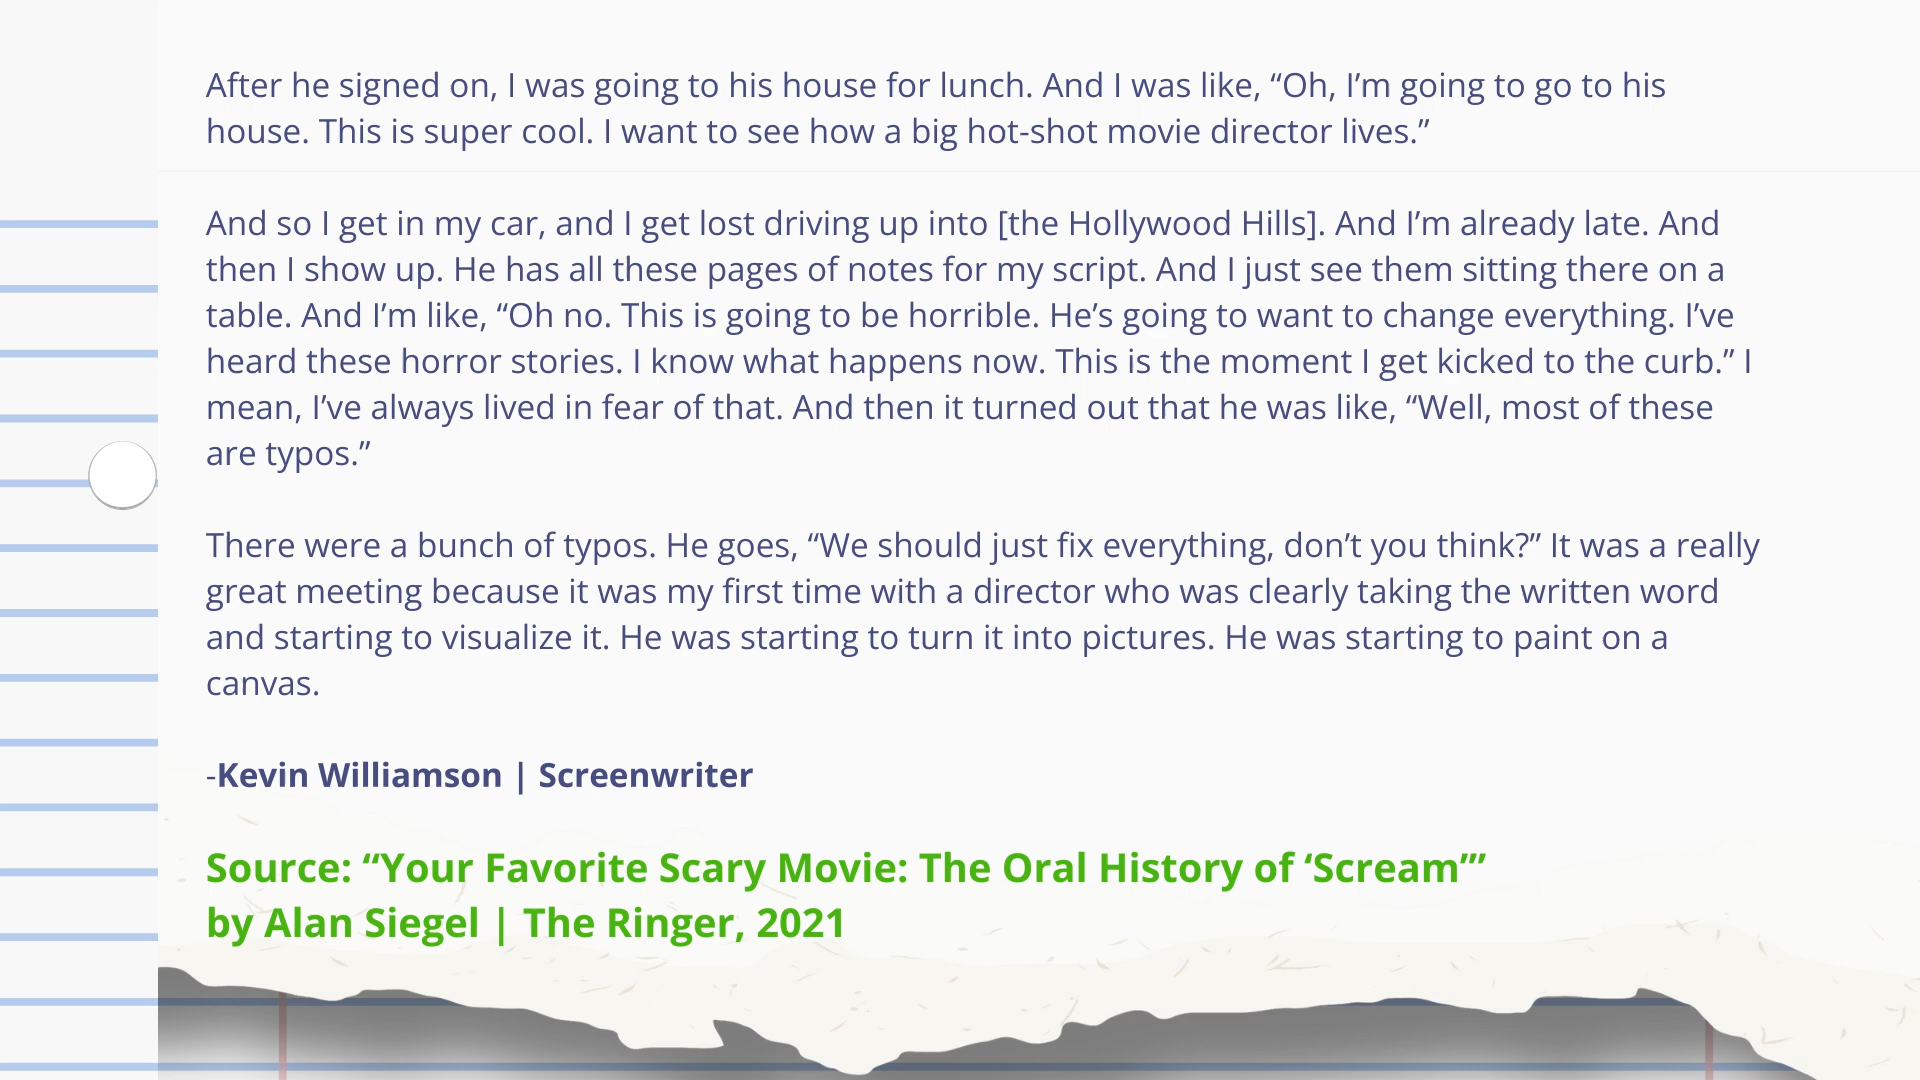 After he signed on, I was going to his house for lunch. And I was like, “Oh, I’m going to go to his
house. This is super cool. I want to see how a big hot-shot movie director lives.”
And so I get in my car, and I get lost driving up into [the Hollywood Hills]. And I’m already late. And
then I show up. He has all these pages of notes for my script. And I just see them sitting there on a
table. And I’m like, “Oh no. This is going to be horrible. He’s going to want to change everything. I’ve
heard these horror stories. I know what happens now. This is the moment I get kicked to the curb.” I
mean, I’ve always lived in fear of that. And then it turned out that he was like, “Well, most of these
are typos.”
There were a bunch of typos. He goes, “We should just fix everything, don’t you think?” It was a really
great meeting because it was my first time with a director who was clearly taking the written word
and starting to visualize it. He was starting to turn it into pictures. He was starting to paint on a
canvas.
-Kevin Williamson | Screenwriter
Source: “Your Favorite Scary Movie: The Oral History of ‘Scream’”
by Alan Siegel | The Ringer, 2021